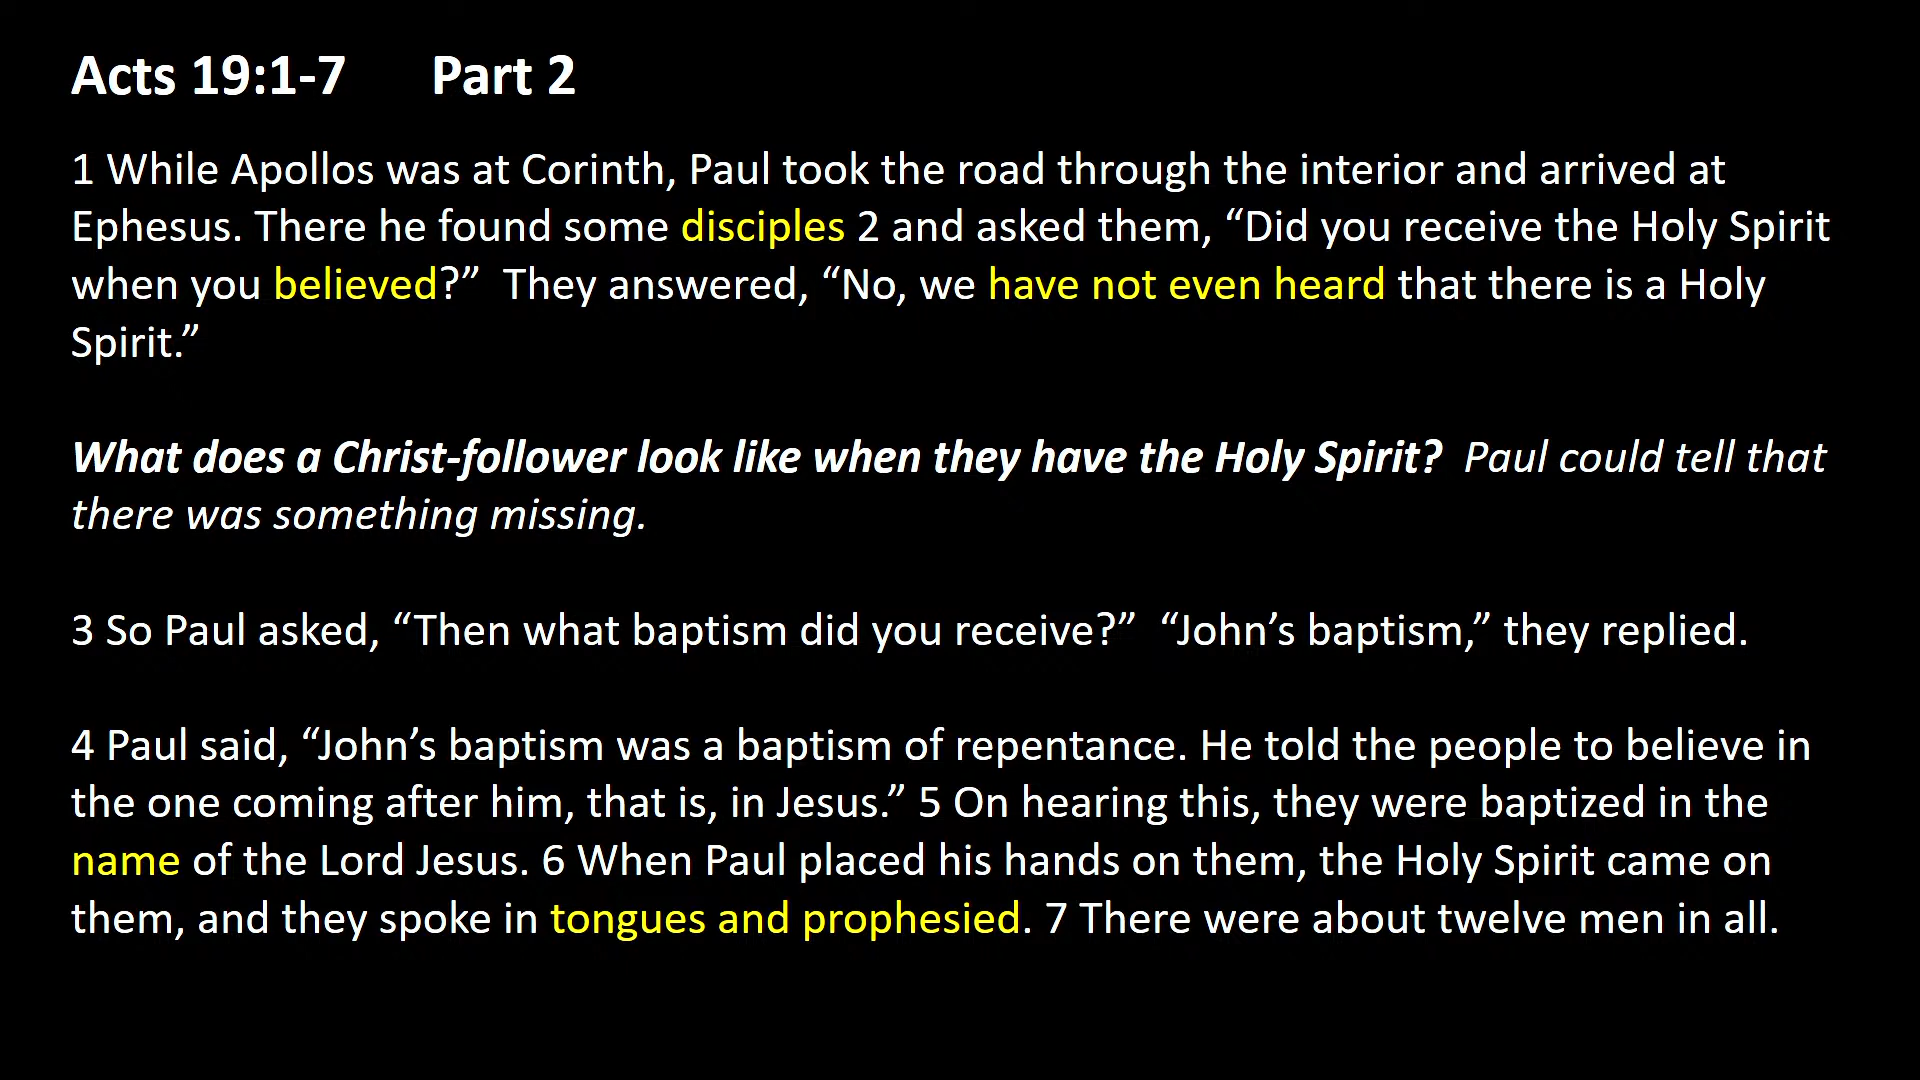 Acts 19:1-7 Part 2
1 While Apollos was at Corinth, Paul took the road through the interior and arrived at
Ephesus. There he found some disciples 2 and asked them, “Did you receive the Holy Spirit
when you believed?” They answered, “No, we have not even heard that there is a Holy
Spirit.”
What does a Christ-follower look like when they have the Holy Spirit? Paul could tell that
there was something missing.
3 So Paul asked, “Then what baptism did you receive?” “John’s baptism,” they replied.
4 Paul said, “John’s baptism was a baptism of repentance. He told the people to believe in
the one coming after him, that is, in Jesus.” 5 On hearing this, they were baptized in the
name of the Lord Jesus. 6 When Paul placed his hands on them, the Holy Spirit came on
them, and they spoke in tongues and prophesied. 7 There were about twelve men in all.